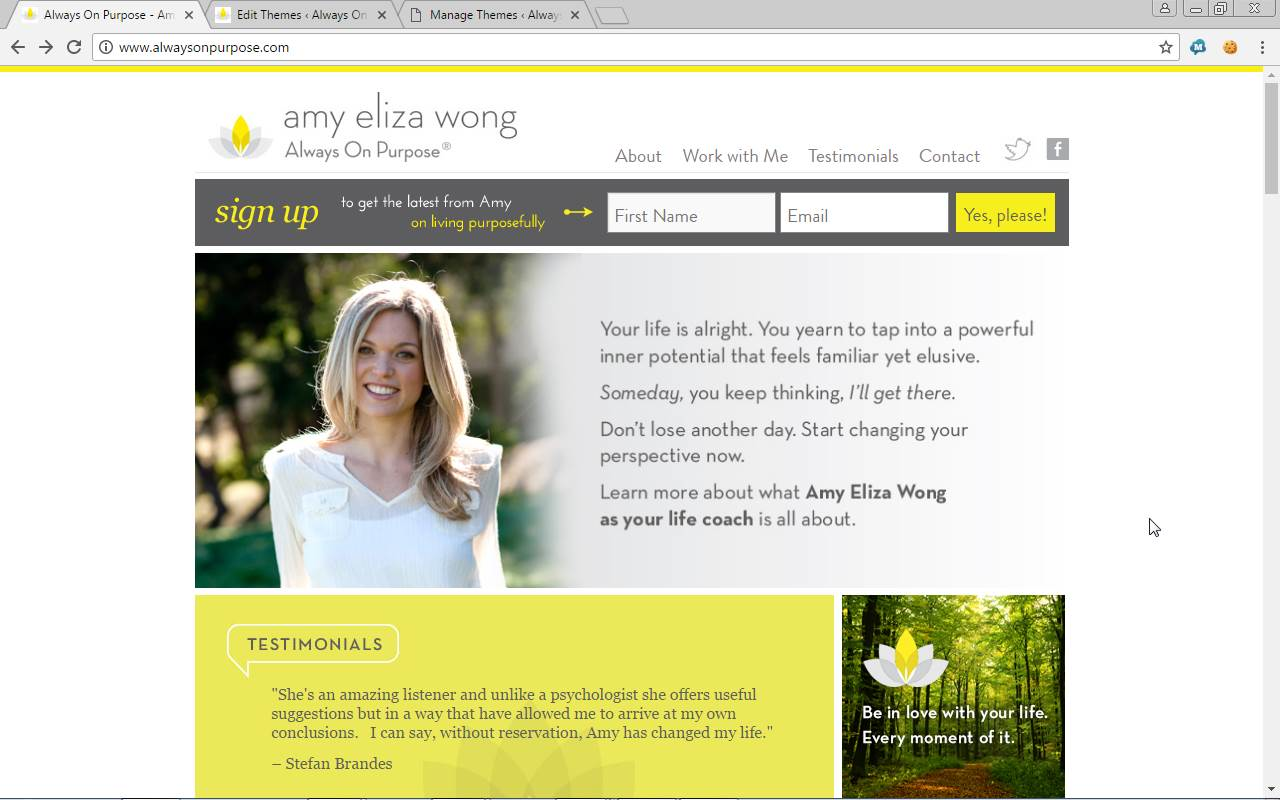 Always On Purpose - Am
Edit Themes ‹ Always On
Manage Themes ‹ Alway
www.alwaysonpurpose.com
amy eliza wong
Always On Purpose®
About
Work with Me
Testimonials
Contact
f
sign up
to get the latest from Amy
on living purposefully
First Name
Email
Yes, please!
Your life is alright. You yearn to tap into a powerful
inner potential that feels familiar yet elusive.
Someday, you keep thinking, I'll get there.
Don't lose another day. Start changing your
perspective now.
Learn more about what Amy Eliza Wong
as your life coach is all about.
TESTIMONIALS
"She's an amazing listener and unlike a psychologist she offers useful
suggestions but in a way that have allowed me to arrive at my own
conclusions. I can say, without reservation, Amy has changed my life."
– Stefan Brandes
Be in love with your life.
Every moment of it.